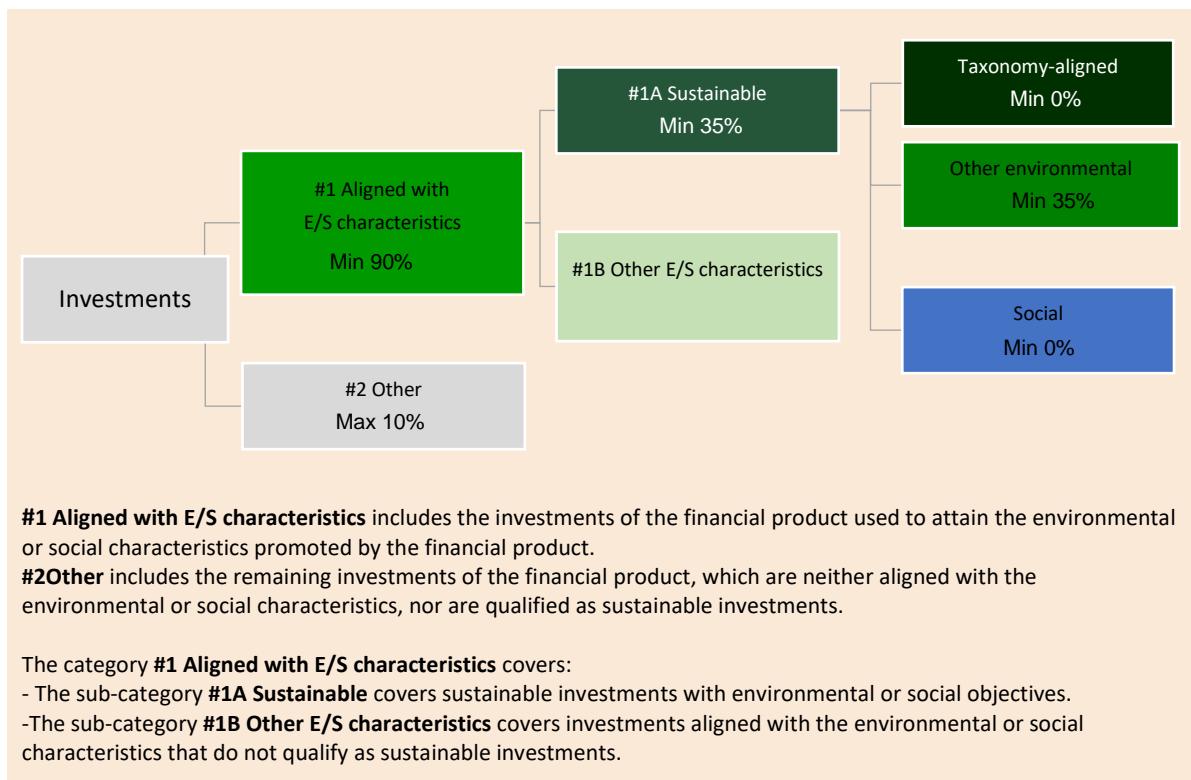 Investments
#1 Aligned with
E/S characteristics
Min 90%
#2 Other
Max 10%
#1A Sustainable
Min 35%
#1B Other E/S characteristics
Taxonomy-aligned
Min 0%
Other environmental
Min 35%
Social
Min 0%
#1 Aligned with E/S characteristics includes the investments of the financial product used to attain the environmental
or social characteristics promoted by the financial product.
#2Other includes the remaining investments of the financial product, which are neither aligned with the
environmental or social characteristics, nor are qualified as sustainable investments.
The category #1 Aligned with E/S characteristics covers:
- The sub-category #1A Sustainable covers sustainable investments with environmental or social objectives.
-The sub-category #1B Other E/S characteristics covers investments aligned with the environmental or social
characteristics that do not qualify as sustainable investments.